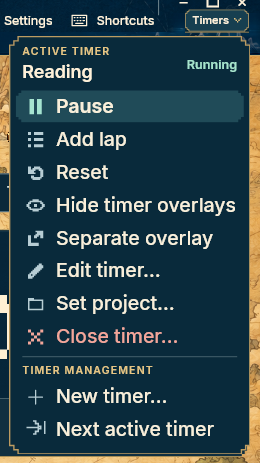 Settings Shortcuts Timers
ACTIVE TIMER
Reading Running
Pause
Add lap
Reset
Hide timer overlays
Separate overlay
Edit timer...
Set project...
Close timer...
TIMER MANAGEMENT
New timer...
Next active timer